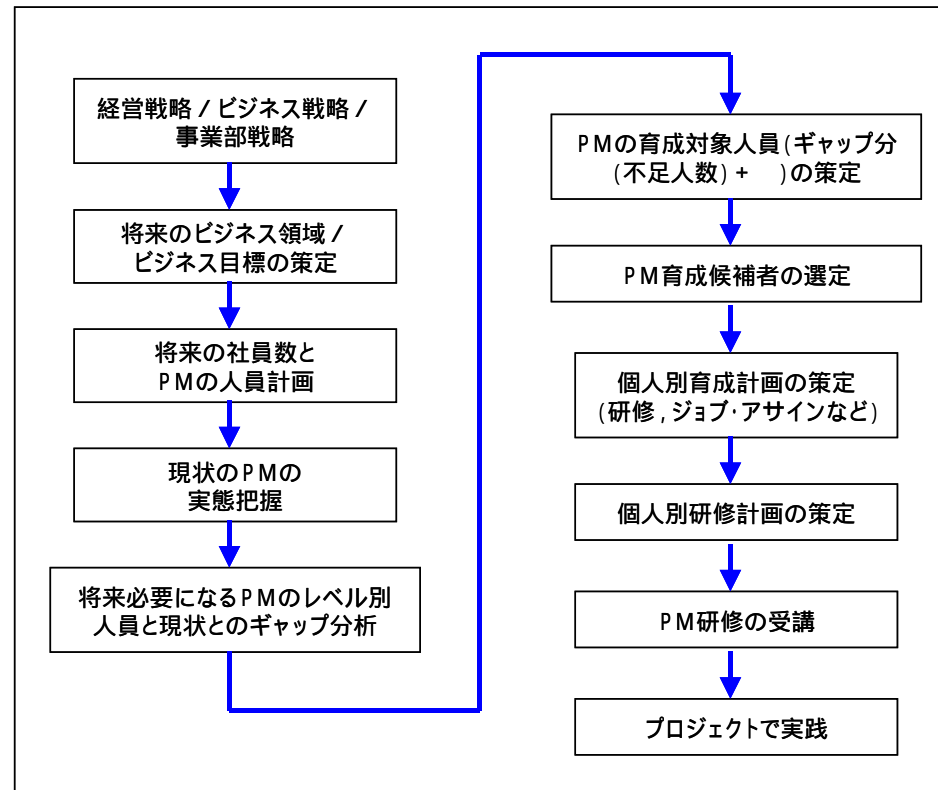 経営戦略/ビジネス戦略/
事業部戦略
将来のビジネス領域/
ビジネス目標の策定
将来の社員数と
PMの人員計画
現状のPMの
実態把握
将来必要になるPMのレベル別
人員と現状とのギャップ分析
PMの育成対象人員(ギャップ分
(不足人数)+ )の策定
PM育成候補者の選定
個人別育成計画の策定
(研修,ジョブ・アサインなど)
個人別研修計画の策定
PM研修の受講
プロジェクトで実践